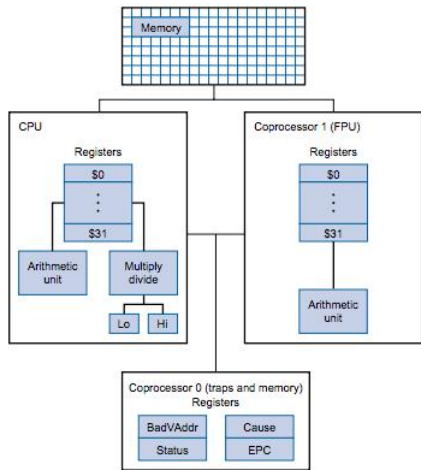 Memory
CPU
Registers
$0
$31
Arithmetic
unit
Multiply
divide
Lo
Hi
Coprocessor 1 (FPU)
Registers
$0
$31
Arithmetic
unit
Coprocessor 0 (traps and memory)
Registers
BadVAddr
Cause
Status
EPC